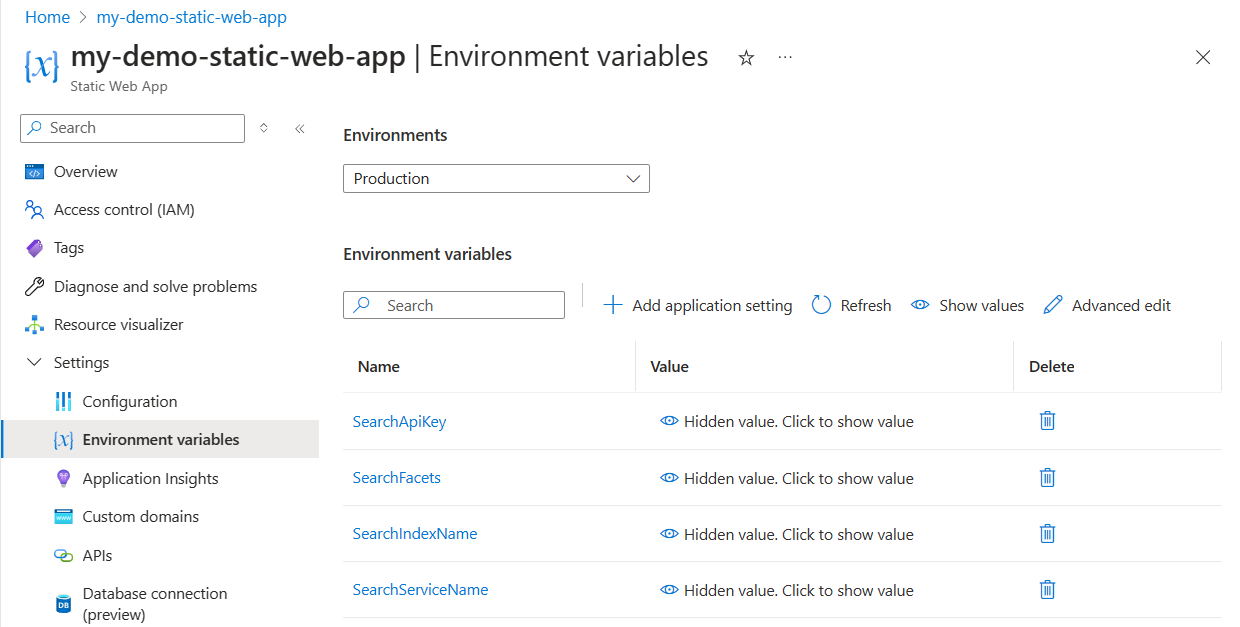 Home > my-demo-static-web-app
my-demo-static-web-app | Environment variables
Static Web App
Search
Overview
Access control (IAM)
Tags
Diagnose and solve problems
Resource visualizer
Settings
Configuration
Environment variables
Application Insights
Custom domains
APIs
Database connection
(preview)
Environments
Production
Environment variables
Search
Add application setting Refresh Show values Advanced edit
Name Value Delete
SearchApiKey Hidden value. Click to show value
SearchFacets Hidden value. Click to show value
SearchIndexName Hidden value. Click to show value
SearchServiceName Hidden value. Click to show value